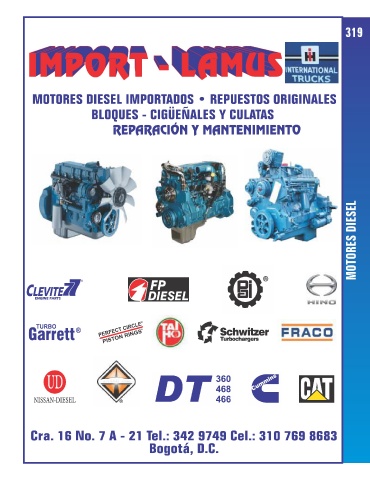 319
IMPORT - LAMUS
INTERNATIONAL
TRUCKS
MOTORES DIESEL IMPORTADOS • REPUESTOS ORIGINALES
BLOQUES - CIGÜEÑALES Y CULATAS
REPARACIÓN Y MANTENIMIENTO
MOTORES DIESEL
CLEVITE 77
ENGINE PARTS
FP
DIESEL
®
HINO
TURBO
Garrett®
PERFECT CIRCLE®
PISTON RINGS
TAI
HO
Schwitzer
Turbochargers
FRACO
UD
NISSAN-DIESEL
DT 360
468
466
Cummins
CAT
Cra. 16 No. 7 A - 21 Tel.: 342 9749 Cel.: 310 769 8683
Bogotá, D.C.